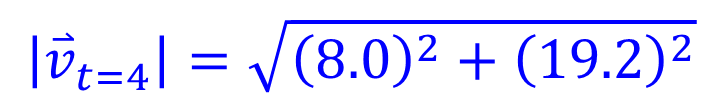 |v⃗ₜ₌₄| = √(8.0)² + (19.2)²